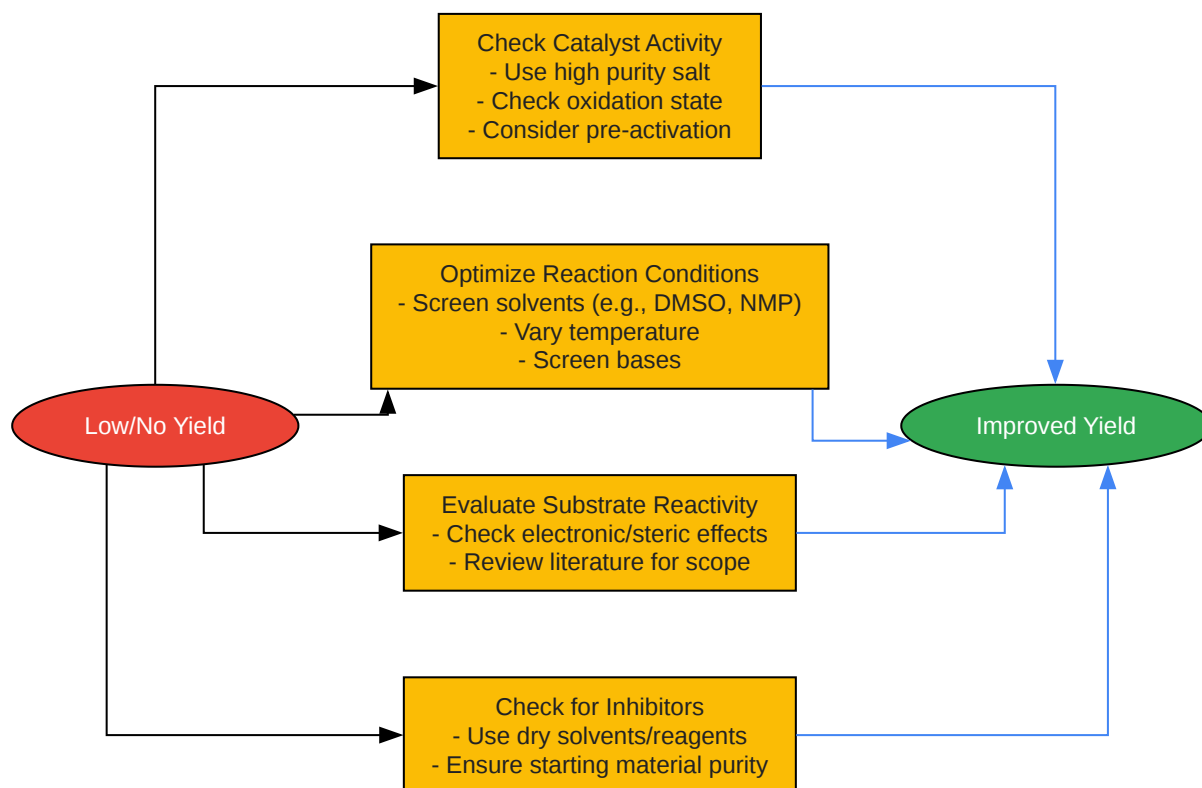 Check Catalyst Activity
- Use high purity salt
- Check oxidation state
- Consider pre-activation
Optimize Reaction Conditions
- Screen solvents (e.g., DMSO, NMP)
- Vary temperature
- Screen bases
Low/No Yield
Improved Yield
Evaluate Substrate Reactivity
- Check electronic/steric effects
- Review literature for scope
Check for Inhibitors
- Use dry solvents/reagents
- Ensure starting material purity